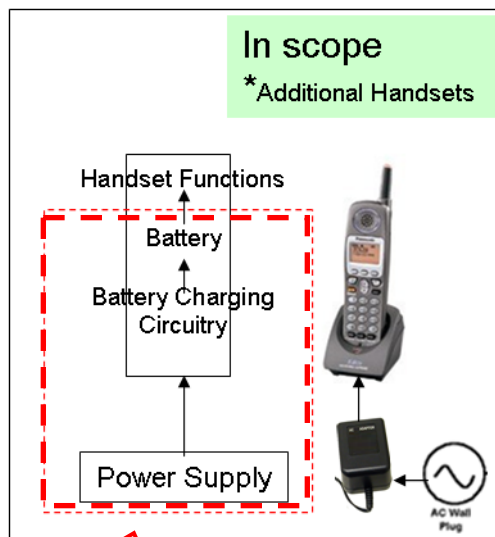 In scope
*Additional Handsets
Handset Functions
Battery
Battery Charging
Circuitry
Power Supply
AC Wall
Plug